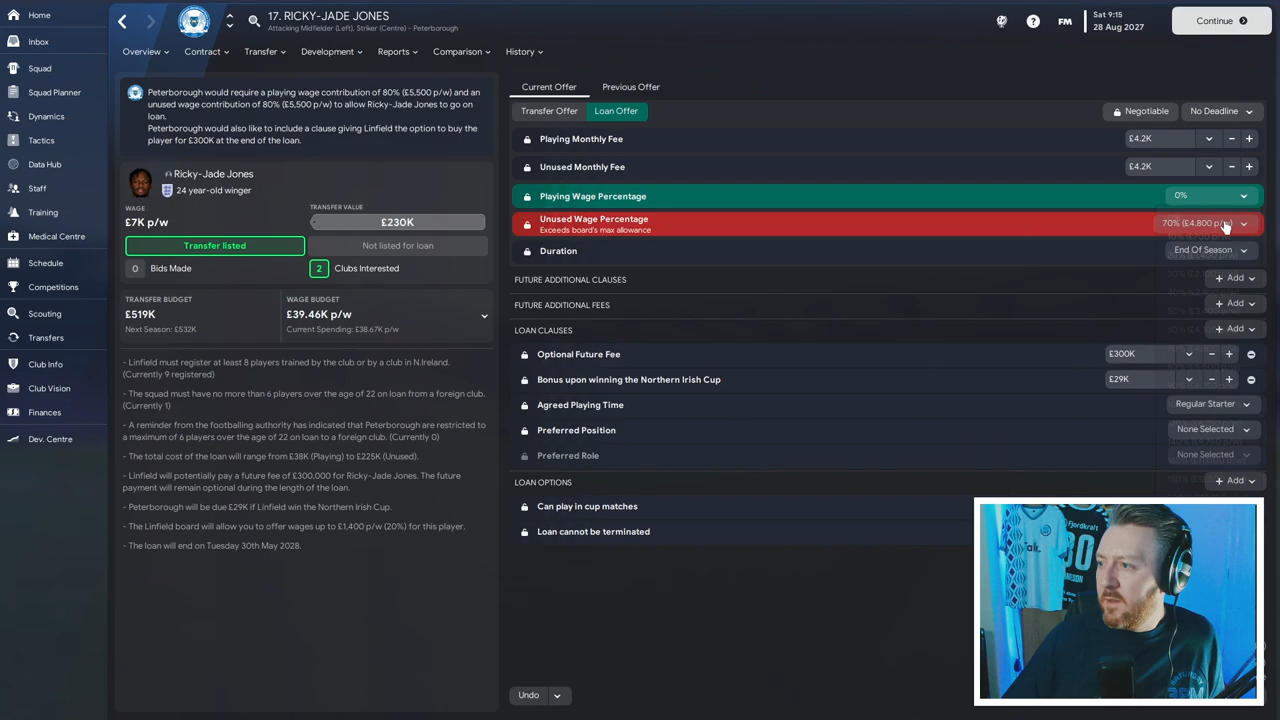 Home
Inbox
Squad
Squad Planner
Dynamics
Tactics
Data Hub
Staff
Training
Medical Centre
Schedule
Competitions
Scouting
Transfers
Club Info
Club Vision
Finances
Dev. Centre
17. RICKY-JADE JONES
Attacking Midfielder (Left), Striker (Centre) - Peterborough
FM
Sat 9:15
28 Aug 2027
Continue
Overview
Contract
Transfer
Development
Reports
Comparison
History
Peterborough would require a playing wage contribution of 80% (£5,500 p/w) and an
unused wage contribution of 80% (£5,500 p/w) to allow Ricky-Jade Jones to go on
loan.
Peterborough would also like to include a clause giving Linfield the option to buy the
player for £300K at the end of the loan.
Ricky-Jade Jones
24 year-old winger
WAGE
£7K p/w
TRANSFER VALUE
£230K
Transfer listed
Not listed for loan
0 Bids Made
2 Clubs Interested
TRANSFER BUDGET
£519K
Next Season: £532K
WAGE BUDGET
£39.46K p/w
Current Spending: £38.67K p/w
- Linfield must register at least 8 players trained by the club or by a club in N.Ireland.
(Currently 9 registered)
- The squad must have no more than 6 players over the age of 22 on loan from a foreign club.
(Currently 1)
- A reminder from the footballing authority has indicated that Peterborough are restricted to
a maximum of 6 players over the age of 22 on loan to a foreign club. (Currently 0)
- The total cost of the loan will range from £38K (Playing) to £225K (Unused).
- Linfield will potentially pay a future fee of £300,000 for Ricky-Jade Jones. The future
payment will remain optional during the length of the loan.
- Peterborough will be due £29K if Linfield win the Northern Irish Cup.
- The Linfield board will allow you to offer wages up to £1,400 p/w (20%) for this player.
- The loan will end on Tuesday 30th May 2028.
Current Offer
Previous Offer
Transfer Offer
Loan Offer
Negotiable
No Deadline
Playing Monthly Fee
£4.2K
Unused Monthly Fee
£4.2K
Playing Wage Percentage
0%
Unused Wage Percentage
Exceeds board's max allowance
70% (£4,800 p/w)
Duration
End Of Season
FUTURE ADDITIONAL CLAUSES
+ Add
FUTURE ADDITIONAL FEES
+ Add
LOAN CLAUSES
+ Add
Optional Future Fee
£300K
Bonus upon winning the Northern Irish Cup
£29K
Agreed Playing Time
Regular Starter
Preferred Position
None Selected
Preferred Role
None Selected
LOAN OPTIONS
+ Add
Can play in cup matches
Loan cannot be terminated
Undo